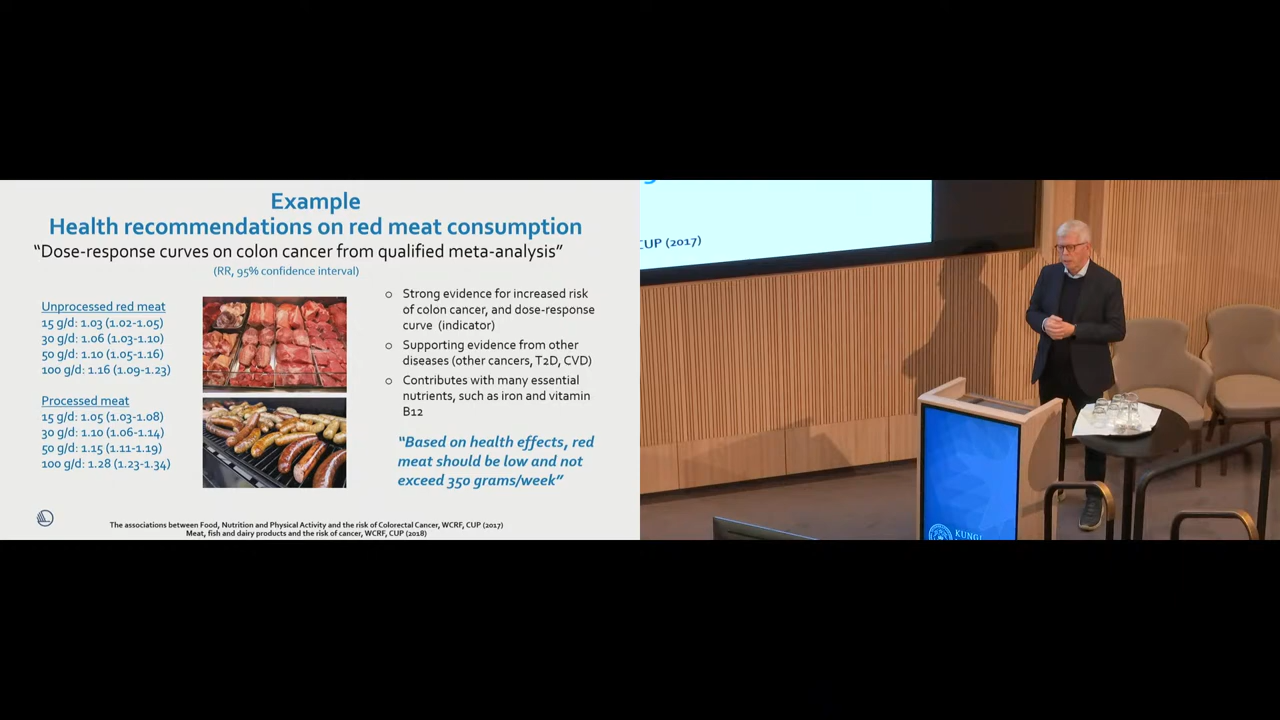 Example
Health recommendations on red meat consumption
“Dose-response curves on colon cancer from qualified meta-analysis”
(RR, 95% confidence interval)
Unprocessed red meat
15 g/d: 1.03 (1.02-1.05)
30 g/d: 1.06 (1.03-1.10)
50 g/d: 1.10 (1.05-1.16)
100 g/d: 1.16 (1.09-1.23)
Processed meat
15 g/d: 1.05 (1.03-1.08)
30 g/d: 1.10 (1.06-1.14)
50 g/d: 1.15 (1.11-1.19)
100 g/d: 1.28 (1.23-1.34)
o Strong evidence for increased risk
of colon cancer, and dose-response
curve (indicator)
o Supporting evidence from other
diseases (other cancers, T2D, CVD)
o Contributes with many essential
nutrients, such as iron and vitamin
B12
“Based on health effects, red
meat should be low and not
exceed 350 grams/week”
The associations between Food, Nutrition and Physical Activity and the risk of Colorectal Cancer, WCRF, CUP (2017)
Meat, fish and dairy products and the risk of cancer, WCRF, CUP (2018)
CUP (2017)
KUNGL